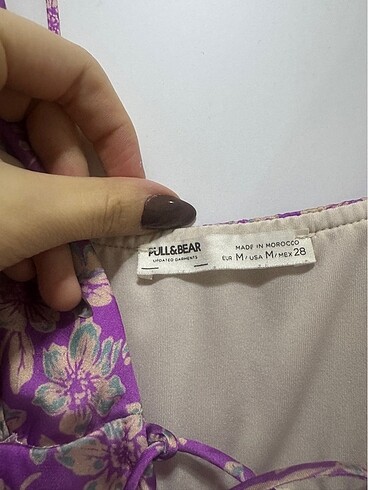 PULL&BEAR
UPDATED GARMENTS
MADE IN MOROCCO
EUR M/USA M/MEX 28